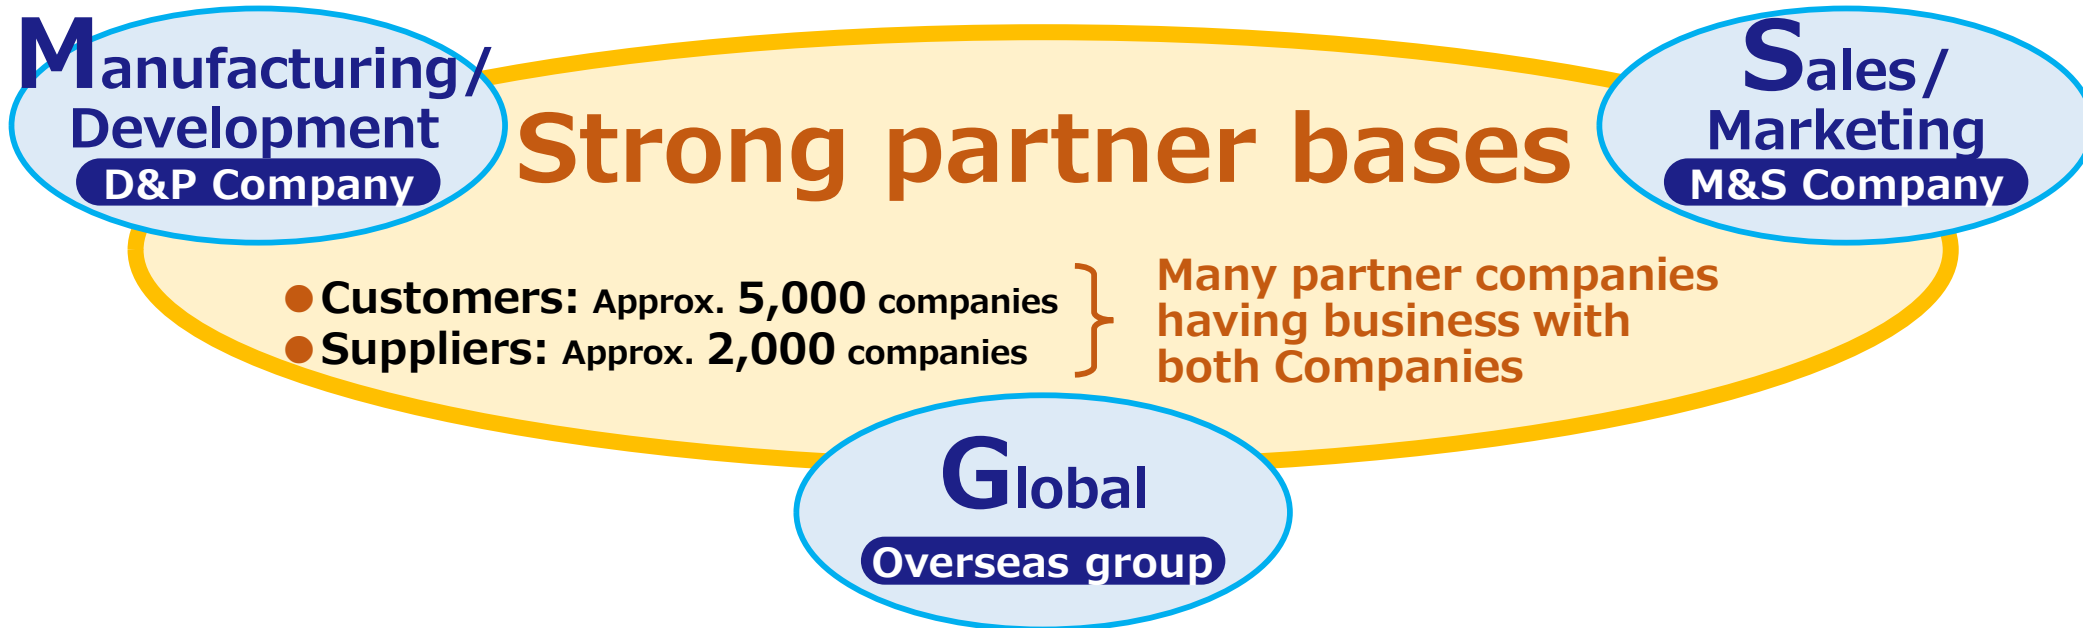 Manufacturing/
Development
D&P Company
Strong partner bases
Sales/
Marketing
M&S Company
●Customers: Approx. 5,000 companies
●Suppliers: Approx. 2,000 companies
Many partner companies
having business with
both Companies
Global
Overseas group